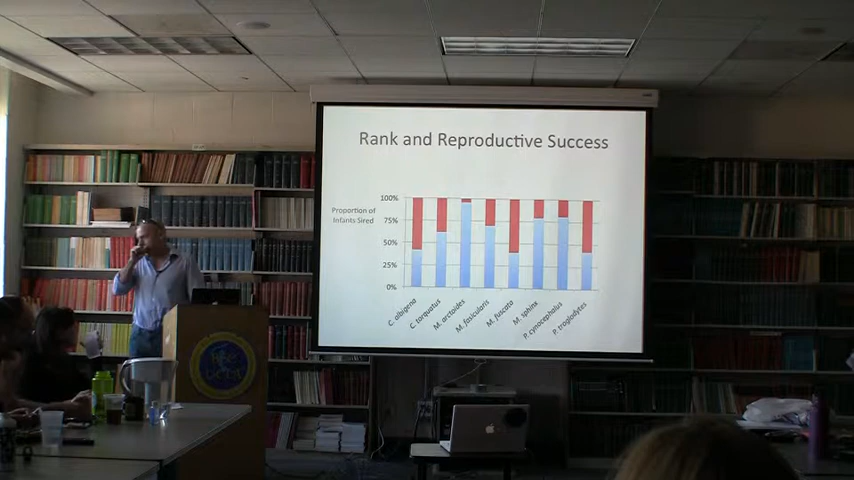 Rank and Reproductive Success
Proportion of
Infants Sired
100%
75%
50%
25%
0%
C. albigena
C. torquatus
M. arctoides
M. fasicularis
M. fuscata
M. sphinx
P. cynocephalus
P. troglodytes